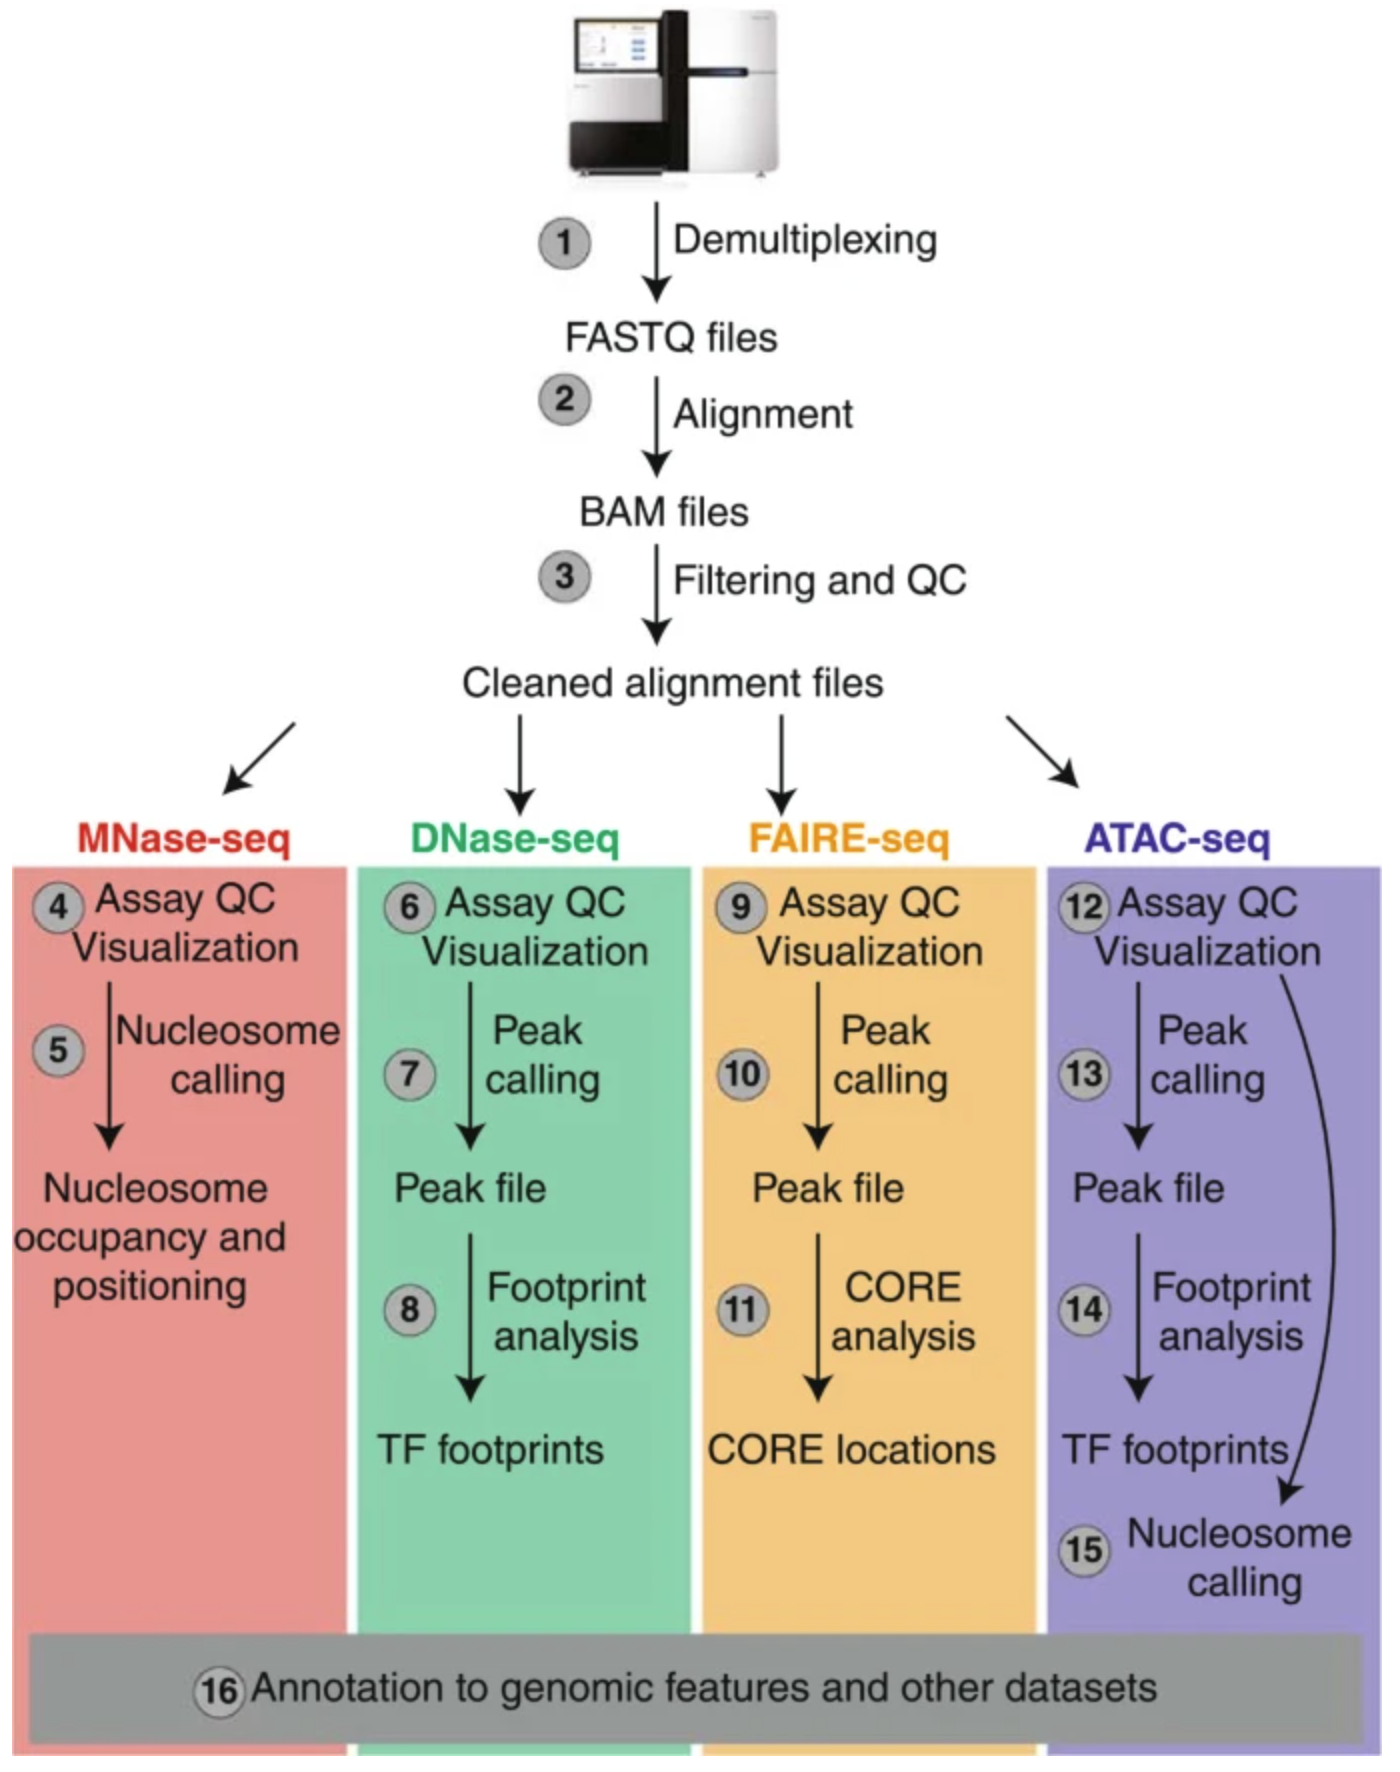 1 Demultiplexing
FASTQ files
2 Alignment
BAM files
3 Filtering and QC
Cleaned alignment files
MNase-seq
4 Assay QC
Visualization
5 Nucleosome
calling
Nucleosome
occupancy and
positioning
DNase-seq
6 Assay QC
Visualization
7 Peak
calling
Peak file
8 Footprint
analysis
TF footprints
FAIRE-seq
9 Assay QC
Visualization
10 Peak
calling
Peak file
11 CORE
analysis
CORE locations
ATAC-seq
12 Assay QC
Visualization
13 Peak
calling
Peak file
14 Footprint
analysis
TF footprints
15 Nucleosome
calling
16 Annotation to genomic features and other datasets